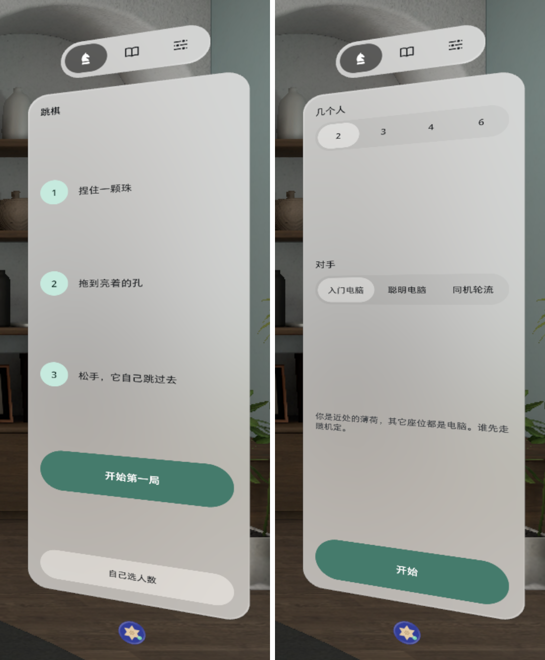 跳棋
1 捏住一颗珠
2 拖到亮着的孔
3 松手，它自己跳过去
开始第一局
自己选人数
几个人
2 3 4 6
对手
入门电脑 聪明电脑 同机轮流
你是近处的薄荷，其它座位都是电脑。谁先走
随机定。
开始